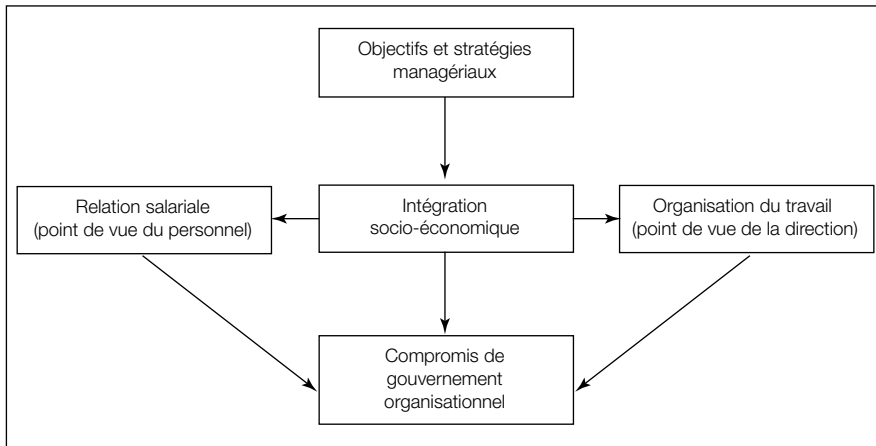 Objectifs et stratégies
managériaux
Relation salariale
(point de vue du personnel)
Intégration
socio-économique
Organisation du travail
(point de vue de la direction)
Compromis de
gouvernement
organisationnel